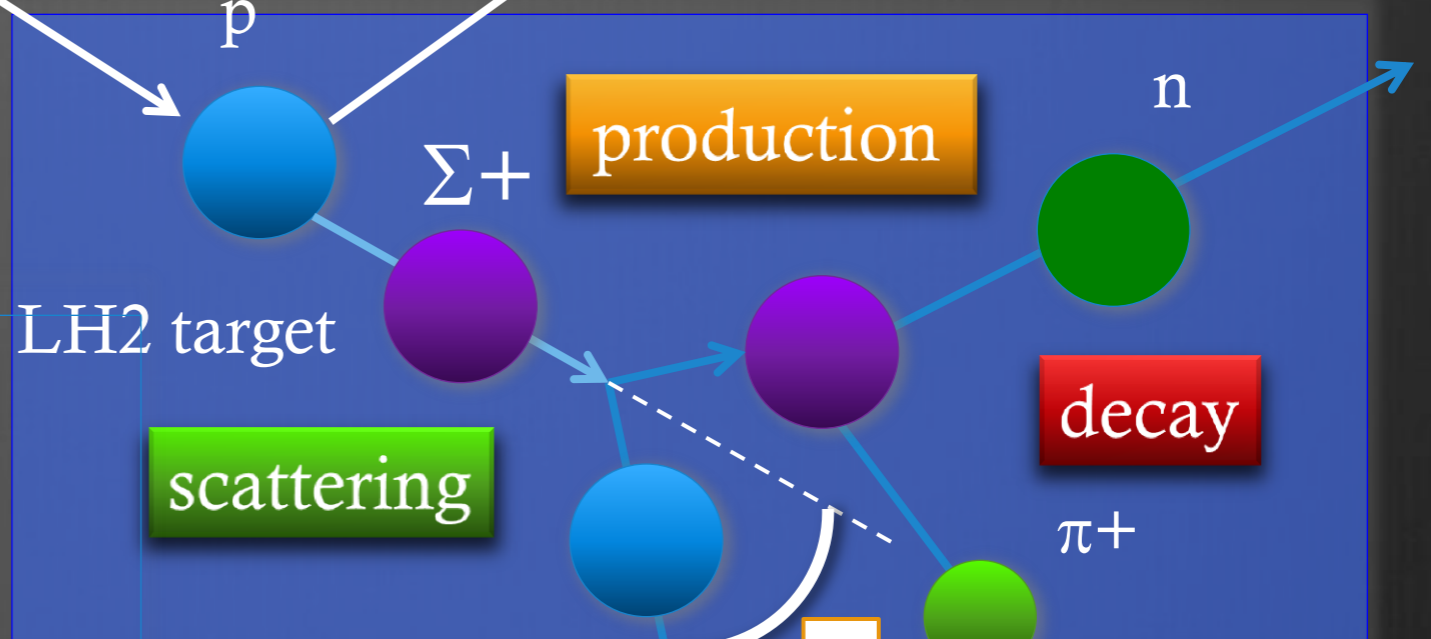 p
n
production
Σ+
LH2 target
decay
scattering
π+